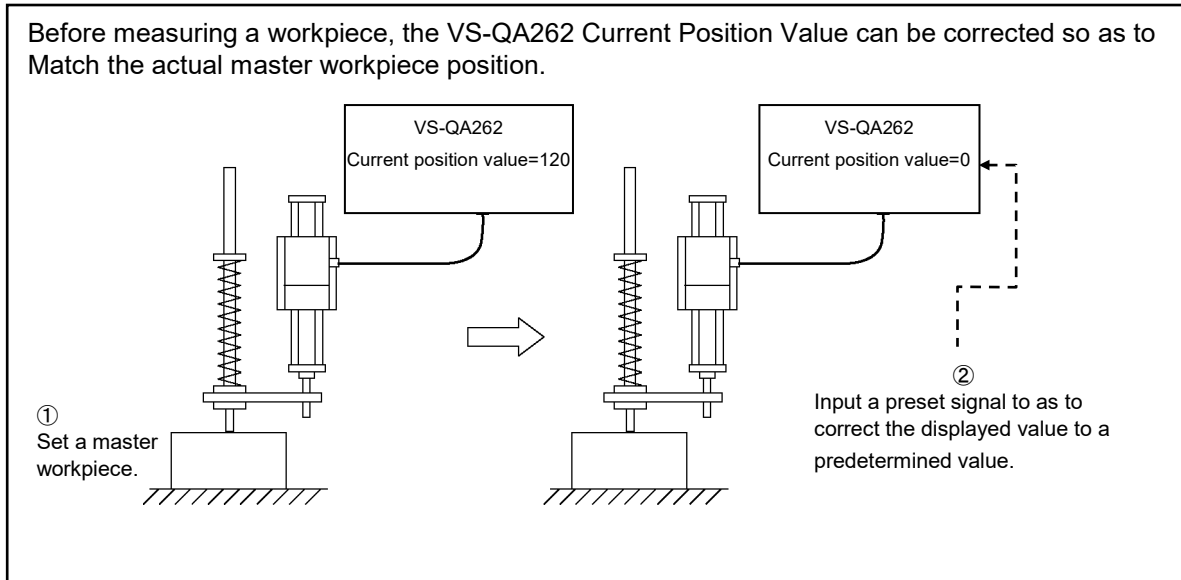 Before measuring a workpiece, the VS-QA262 Current Position Value can be corrected so as to
Match the actual master workpiece position.
VS-QA262
Current position value=120
VS-QA262
Current position value=0
①
Set a master
workpiece.
②
Input a preset signal to as to
correct the displayed value to a
predetermined value.